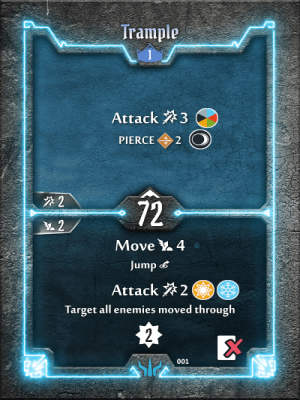 Trample
1
Attack 3
PIERCE 2
2
72
2
Move 4
Jump
Attack 2
Target all enemies moved through
2
001